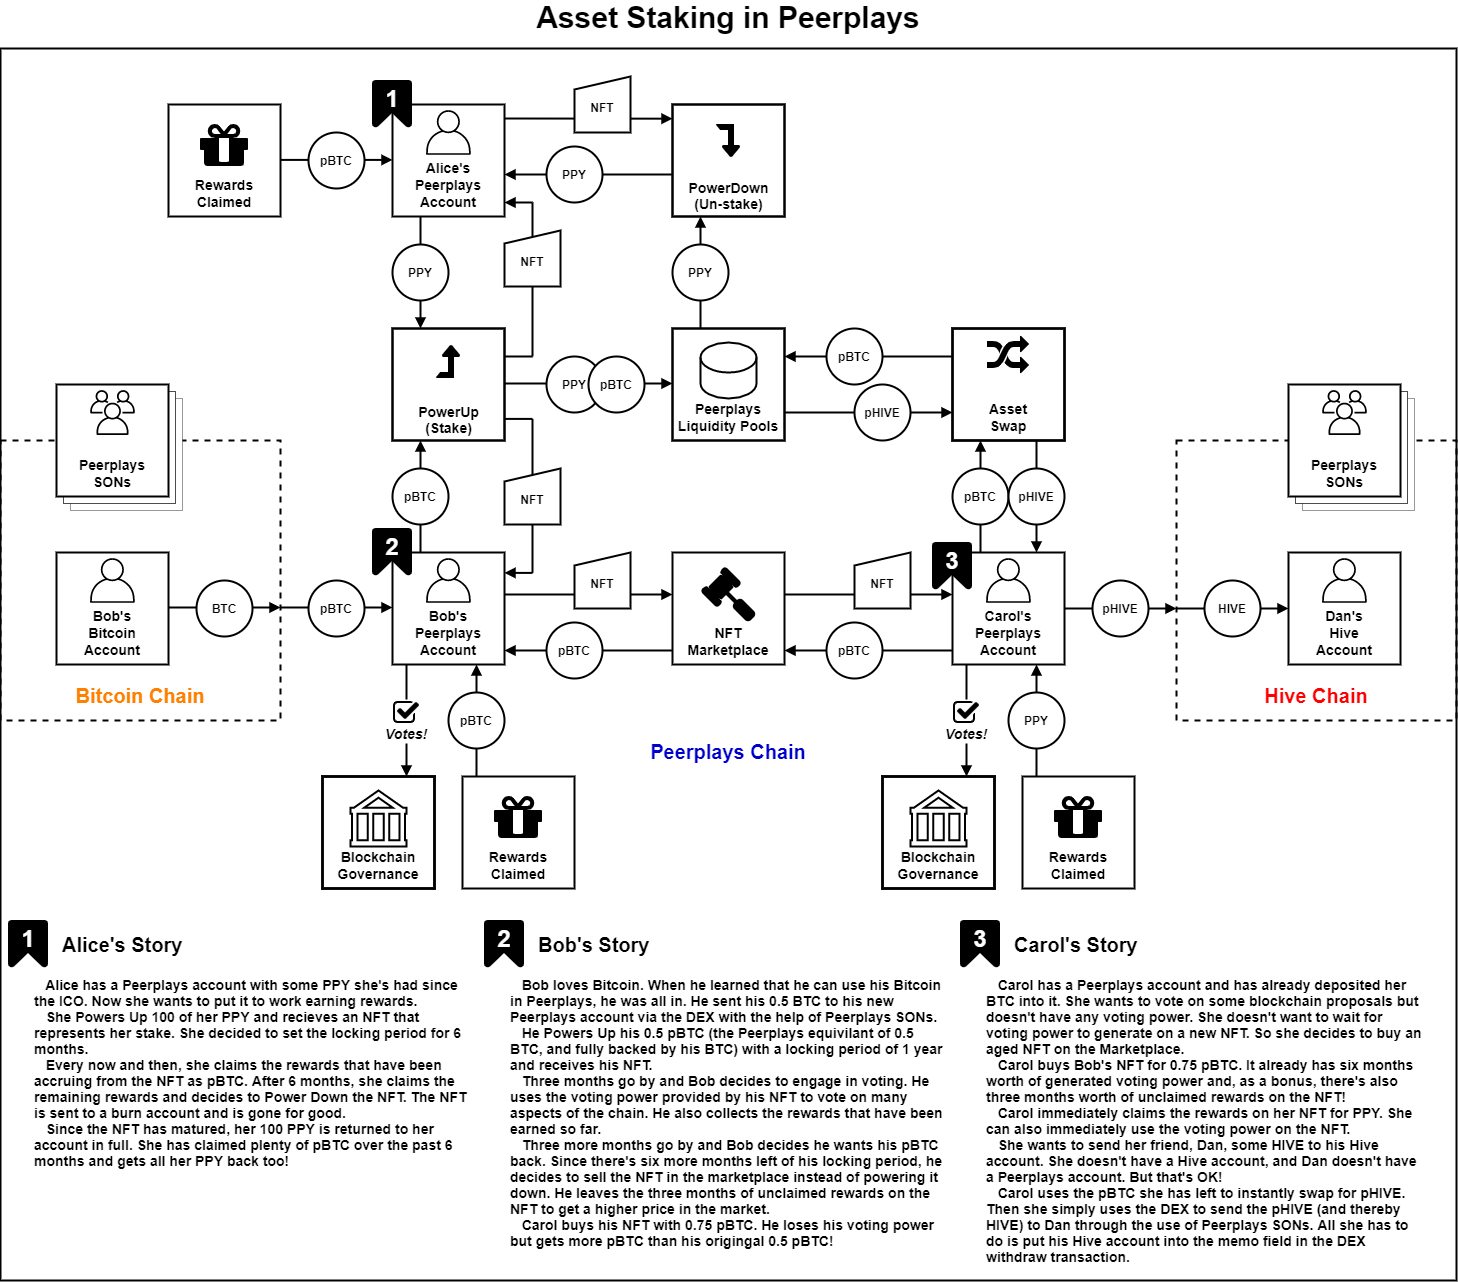 Asset Staking in Peerplays
1
NFT
Rewards
Claimed
pBTC
Alice's
Peerplays
Account
PPY
PowerDown
(Un-stake)
PPY
NFT
PPY
PowerUp
(Stake)
PPY
pBTC
Peerplays
Liquidity Pools
pBTC
pHIVE
Asset
Swap
Peerplays
SONs
Peerplays
SONs
pBTC
NFT
pBTC
pHIVE
2
3
Bob's
Bitcoin
Account
BTC
pBTC
Bob's
Peerplays
Account
NFT
pBTC
NFT
Marketplace
NFT
pBTC
Carol's
Peerplays
Account
pHIVE
HIVE
Dan's
Hive
Account
Bitcoin Chain
Hive Chain
Votes!
pBTC
Peerplays Chain
Votes!
PPY
Blockchain
Governance
Rewards
Claimed
Blockchain
Governance
Rewards
Claimed
1
Alice's Story
Alice has a Peerplays account with some PPY she's had since
the ICO. Now she wants to put it to work earning rewards.
She Powers Up 100 of her PPY and recieves an NFT that
represents her stake. She decided to set the locking period for 6
months.
Every now and then, she claims the rewards that have been
accruing from the NFT as pBTC. After 6 months, she claims the
remaining rewards and decides to Power Down the NFT. The NFT
is sent to a burn account and is gone for good.
Since the NFT has matured, her 100 PPY is returned to her
account in full. She has claimed plenty of pBTC over the past 6
months and gets all her PPY back too!
2
Bob's Story
Bob loves Bitcoin. When he learned that he can use his Bitcoin
in Peerplays, he was all in. He sent his 0.5 BTC to his new
Peerplays account via the DEX with the help of Peerplays SONs.
He Powers Up his 0.5 pBTC (the Peerplays equivilant of 0.5
BTC, and fully backed by his BTC) with a locking period of 1 year
and receives his NFT.
Three months go by and Bob decides to engage in voting. He
uses the voting power provided by his NFT to vote on many
aspects of the chain. He also collects the rewards that have been
earned so far.
Three more months go by and Bob decides he wants his pBTC
back. Since there's six more months left of his locking period, he
decides to sell the NFT in the marketplace instead of powering it
down. He leaves the three months of unclaimed rewards on the
NFT to get a higher price in the market.
Carol buys his NFT with 0.75 pBTC. He loses his voting power
but gets more pBTC than his origingal 0.5 pBTC!
3
Carol's Story
Carol has a Peerplays account and has already deposited her
BTC into it. She wants to vote on some blockchain proposals but
doesn't have any voting power. She doesn't want to wait for
voting power to generate on a new NFT. So she decides to buy an
aged NFT on the Marketplace.
Carol buys Bob's NFT for 0.75 pBTC. It already has six months
worth of generated voting power and, as a bonus, there's also
three months worth of unclaimed rewards on the NFT!
Carol immediately claims the rewards on her NFT for PPY. She
can also immediately use the voting power on the NFT.
She wants to send her friend, Dan, some HIVE to his Hive
account. She doesn't have a Hive account, and Dan doesn't have
a Peerplays account. But that's OK!
Carol uses the pBTC she has left to instantly swap for pHIVE.
Then she simply uses the DEX to send the pHIVE (and thereby
HIVE) to Dan through the use of Peerplays SONs. All she has to
do is put his Hive account into the memo field in the DEX
withdraw transaction.